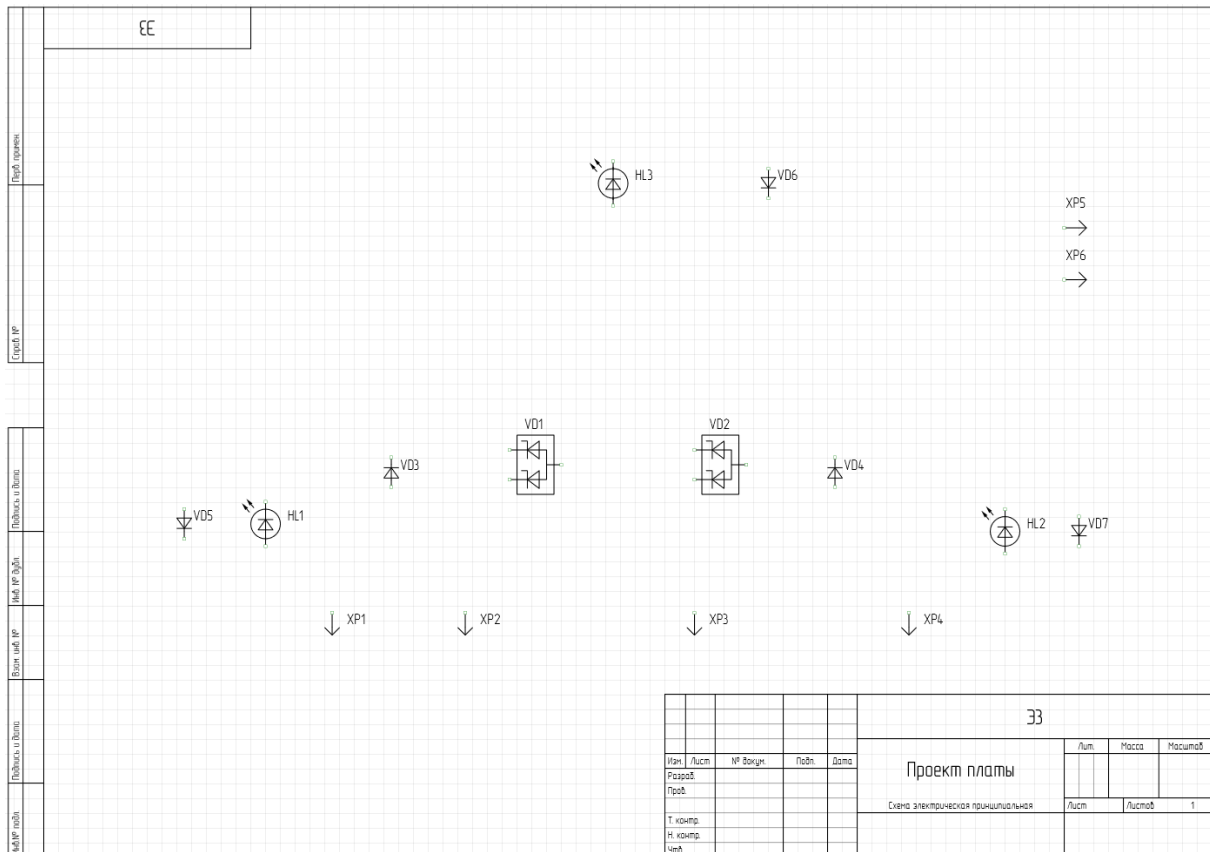 ЭЗ
Перв. примен.
Справ. №
Подпись и дата
Инв. № дубл.
Взам. инв. №
Подпись и дата
Инв.№ подл.
HL3
VD6
XP5
XP6
VD1
VD2
VD3
VD4
VD5
HL1
HL2
VD7
XP1
XP2
XP3
XP4
ЭЗ
Изм. Лист № докум. Подп. Дата
Разраб.
Пров.
Т. контр.
Н. контр.
Утв.
Проект платы
Схема электрическая принципиальная
Лит. Масса Масштаб
Лист Листов 1